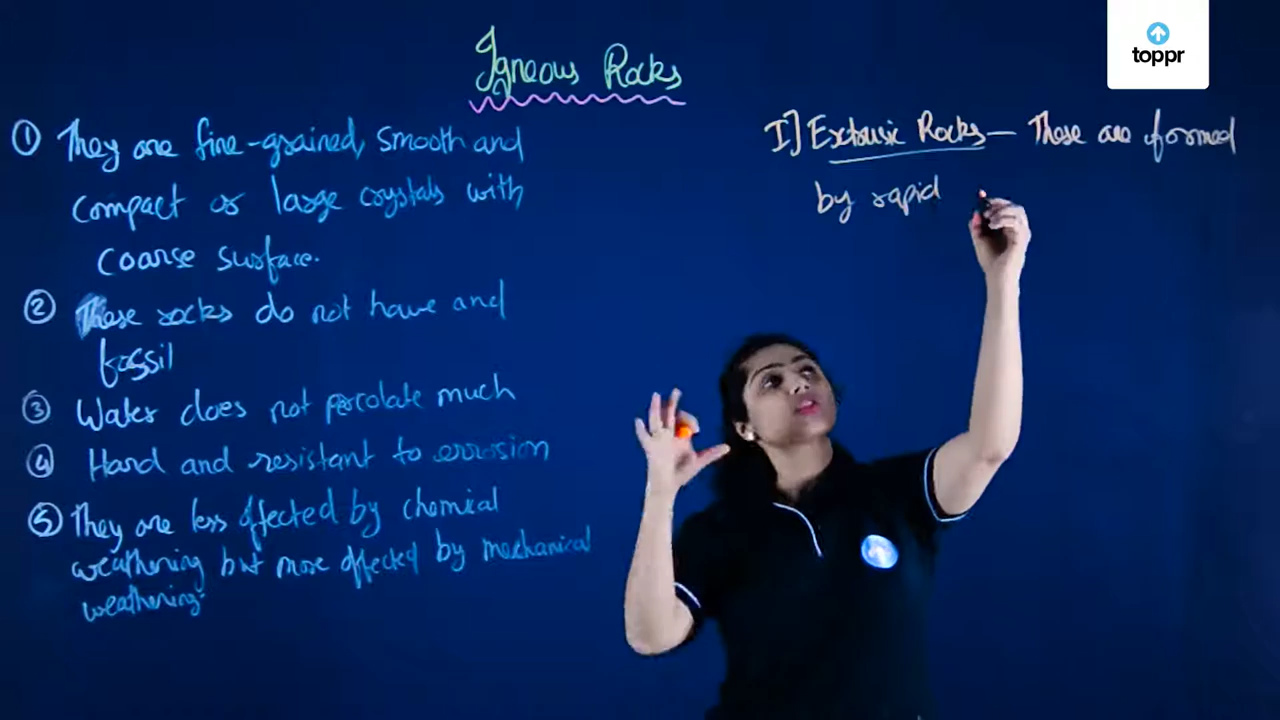 Igneous Rocks
toppr
① They are fine-grained, smooth and
compact or large crystals with
coarse surface.
② These rocks do not have and
fossil
③ Water does not percolate much
④ Hard and resistant to errosion
⑤ They are less affected by chemical
weathering but more affected by mechanical
weathering.
I] Extrusic Rocks — These are formed
by rapid